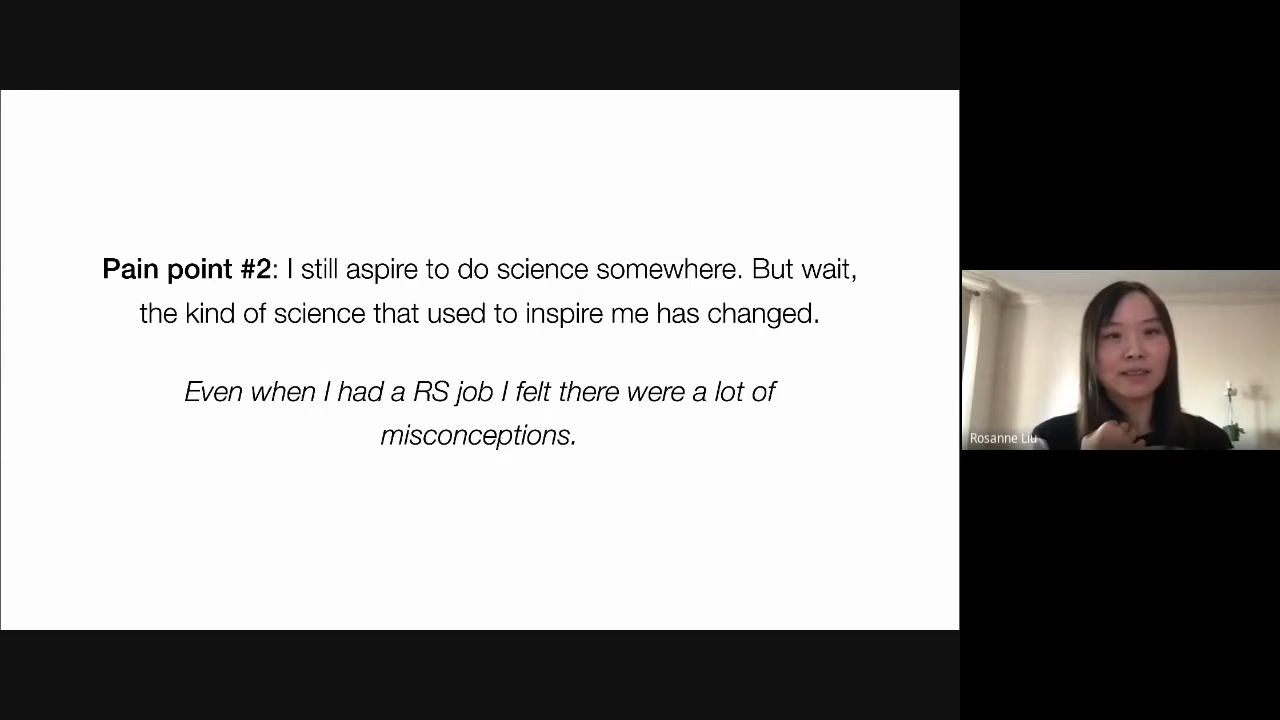 Pain point #2: I still aspire to do science somewhere. But wait,
the kind of science that used to inspire me has changed.
Even when I had a RS job I felt there were a lot of
misconceptions.
Rosanne Liu